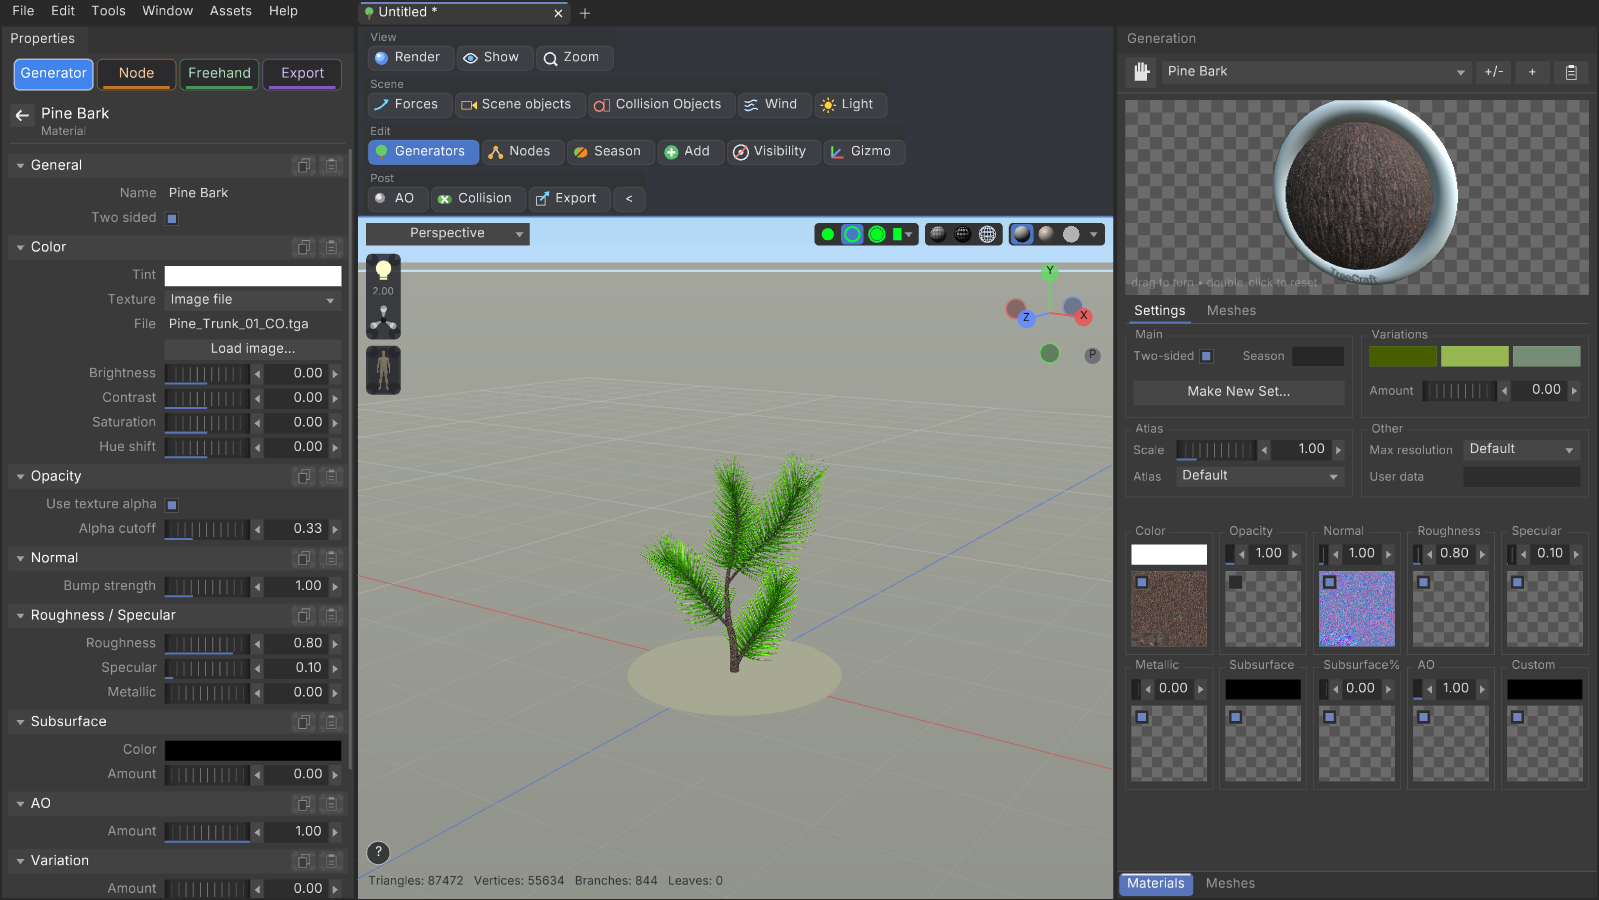 File Edit Tools Window Assets Help
Untitled *
Properties
Generator Node Freehand Export
Pine Bark
Material
General
Name Pine Bark
Two sided
Color
Tint
Texture Image file
File Pine_Trunk_01_CO.tga
Load image...
Brightness 0.00
Contrast 0.00
Saturation 0.00
Hue shift 0.00
Opacity
Use texture alpha
Alpha cutoff 0.33
Normal
Bump strength 1.00
Roughness / Specular
Roughness 0.80
Specular 0.10
Metallic 0.00
Subsurface
Color
Amount 0.00
AO
Amount 1.00
Variation
Amount 0.00
View
Render Show Zoom
Scene
Forces Scene objects Collision Objects Wind Light
Edit
Generators Nodes Season Add Visibility Gizmo
Post
AO Collision Export <
Perspective
2.00
Y
X
Z
P
?
Triangles: 87472 Vertices: 55634 Branches: 844 Leaves: 0
Generation
Pine Bark +/- +
TreeCraft
drag to turn • double click to reset
Settings Meshes
Main
Two-sided Season
Make New Set...
Variations
Amount 0.00
Atlas
Scale 1.00
Atlas Default
Other
Max resolution Default
User data
Color Opacity Normal Roughness Specular
1.00 1.00 0.80 0.10
Metallic Subsurface Subsurface% AO Custom
0.00 0.00 1.00
Materials Meshes